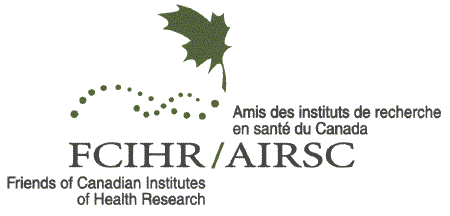 Amis des instituts de recherche
en santé du Canada
FCIHR/AIRSC
Friends of Canadian Institutes
of Health Research